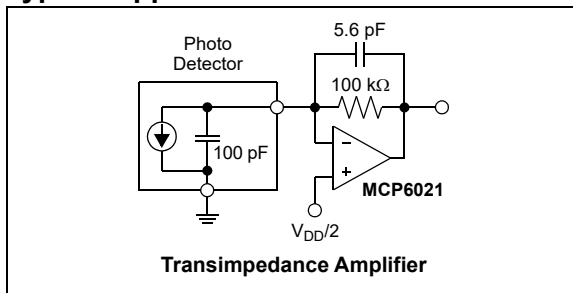 5.6 pF
Photo
Detector
100 kΩ
100 pF
MCP6021
V_DD/2
Transimpedance Amplifier